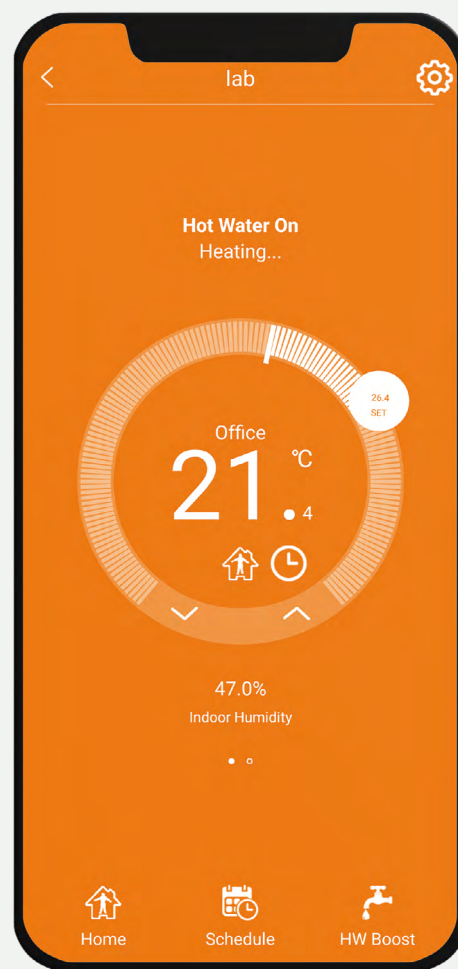 lab
Hot Water On
Heating...
26.4
SET
Office
21.4 °C
47.0%
Indoor Humidity
Home
Schedule
HW Boost